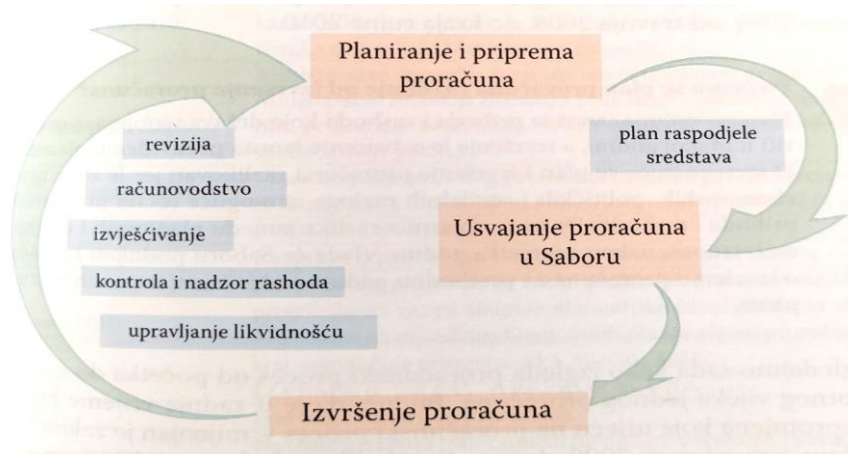 Planiranje i priprema
proračuna
revizija
računovodstvo
izvješćivanje
kontrola i nadzor rashoda
upravljanje likvidnošću
plan raspodjele
sredstava
Usvajanje proračuna
u Saboru
Izvršenje proračuna